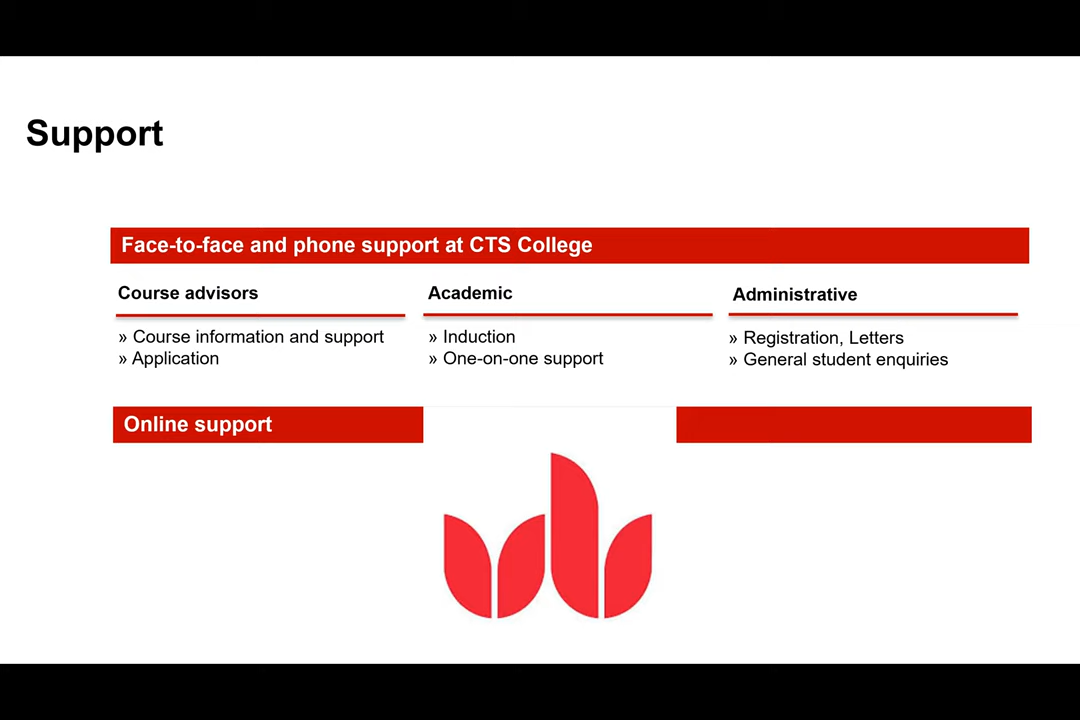 Support
Face-to-face and phone support at CTS College
Course advisors
» Course information and support
» Application
Academic
» Induction
» One-on-one support
Administrative
» Registration, Letters
» General student enquiries
Online support